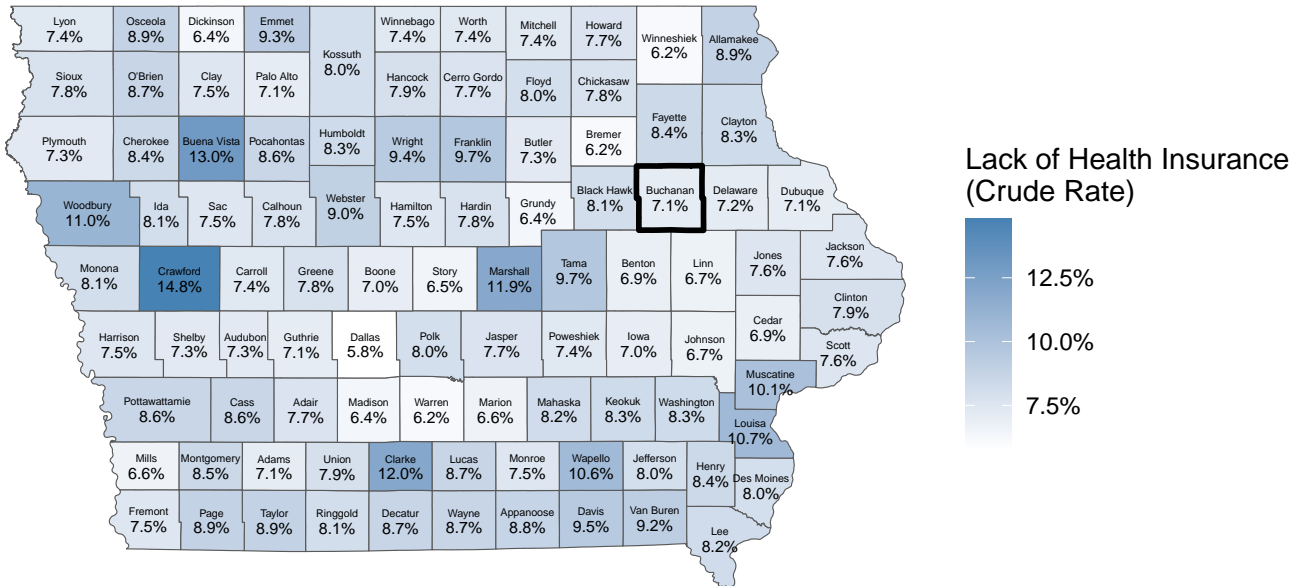 Lyon
7.4%
Osceola
8.9%
Dickinson
6.4%
Emmet
9.3%
Kossuth
8.0%
Winnebago
7.4%
Worth
7.4%
Mitchell
7.4%
Howard
7.7%
Winneshiek
6.2%
Allamakee
8.9%
Sioux
7.8%
O'Brien
8.7%
Clay
7.5%
Palo Alto
7.1%
Hancock
7.9%
Cerro Gordo
7.7%
Floyd
8.0%
Chickasaw
7.8%
Fayette
8.4%
Clayton
8.3%
Plymouth
7.3%
Cherokee
8.4%
Buena Vista
13.0%
Pocahontas
8.6%
Humboldt
8.3%
Wright
9.4%
Franklin
9.7%
Butler
7.3%
Bremer
6.2%
Woodbury
11.0%
Ida
8.1%
Sac
7.5%
Calhoun
7.8%
Webster
9.0%
Hamilton
7.5%
Hardin
7.8%
Grundy
6.4%
Black Hawk
8.1%
Buchanan
7.1%
Delaware
7.2%
Dubuque
7.1%
Monona
8.1%
Crawford
14.8%
Carroll
7.4%
Greene
7.8%
Boone
7.0%
Story
6.5%
Marshall
11.9%
Tama
9.7%
Benton
6.9%
Linn
6.7%
Jones
7.6%
Jackson
7.6%
Clinton
7.9%
Harrison
7.5%
Shelby
7.3%
Audubon
7.3%
Guthrie
7.1%
Dallas
5.8%
Polk
8.0%
Jasper
7.7%
Poweshiek
7.4%
Iowa
7.0%
Johnson
6.7%
Cedar
6.9%
Scott
7.6%
Muscatine
10.1%
Pottawattamie
8.6%
Cass
8.6%
Adair
7.7%
Madison
6.4%
Warren
6.2%
Marion
6.6%
Mahaska
8.2%
Keokuk
8.3%
Washington
8.3%
Louisa
10.7%
Mills
6.6%
Montgomery
8.5%
Adams
7.1%
Union
7.9%
Clarke
12.0%
Lucas
8.7%
Monroe
7.5%
Wapello
10.6%
Jefferson
8.0%
Henry
8.4%
Des Moines
8.0%
Fremont
7.5%
Page
8.9%
Taylor
8.9%
Ringgold
8.1%
Decatur
8.7%
Wayne
8.7%
Appanoose
8.8%
Davis
9.5%
Van Buren
9.2%
Lee
8.2%
Lack of Health Insurance
(Crude Rate)
12.5%
10.0%
7.5%